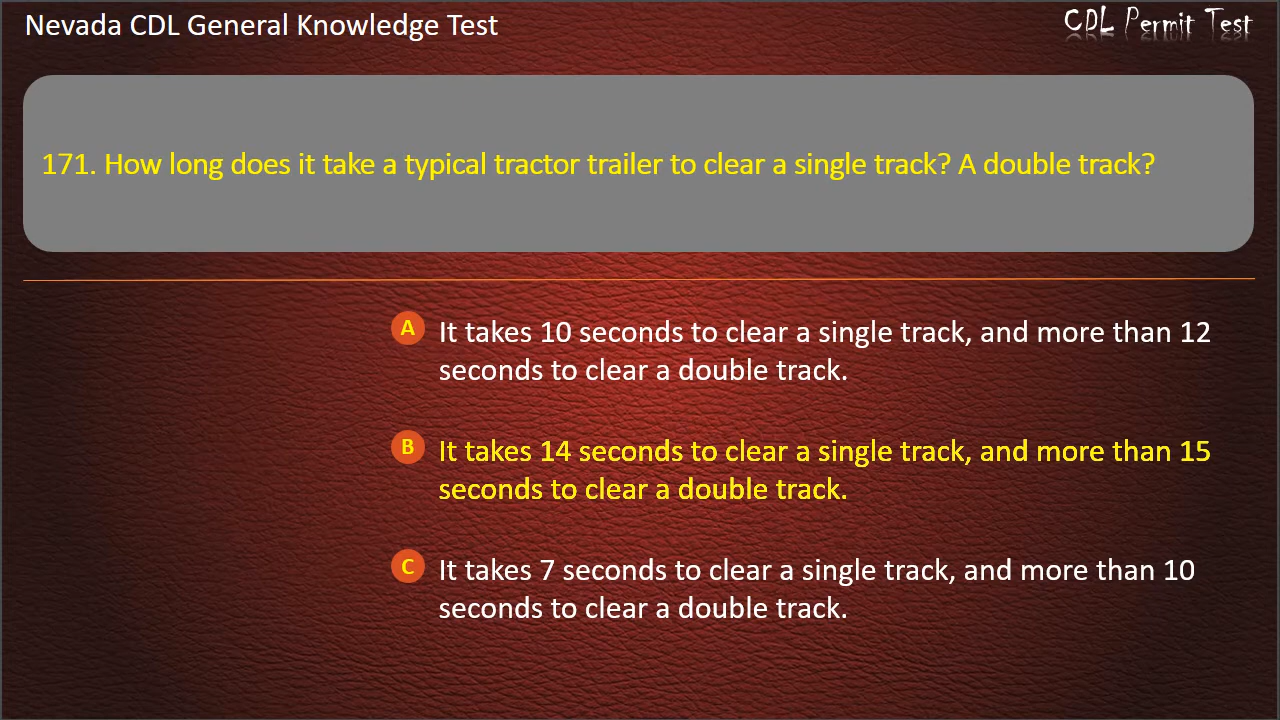 Nevada CDL General Knowledge Test
CDL Permit Test
171. How long does it take a typical tractor trailer to clear a single track? A double track?
A It takes 10 seconds to clear a single track, and more than 12
seconds to clear a double track.
B It takes 14 seconds to clear a single track, and more than 15
seconds to clear a double track.
C It takes 7 seconds to clear a single track, and more than 10
seconds to clear a double track.